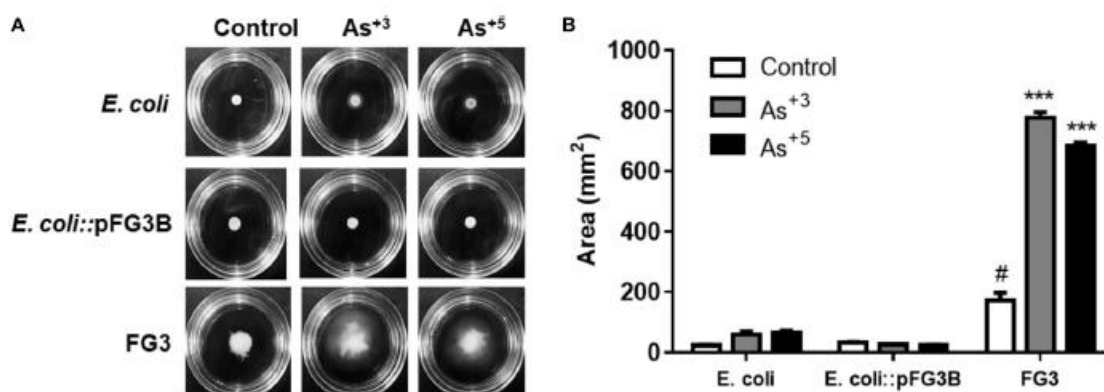 A
Control
As+3
As+5
E. coli
E. coli::pFG3B
FG3
B
1000
800
600
400
200
0
Area (mm²)
Control
As+3
As+5
#
***
***
E. coli
E. coli::pFG3B
FG3